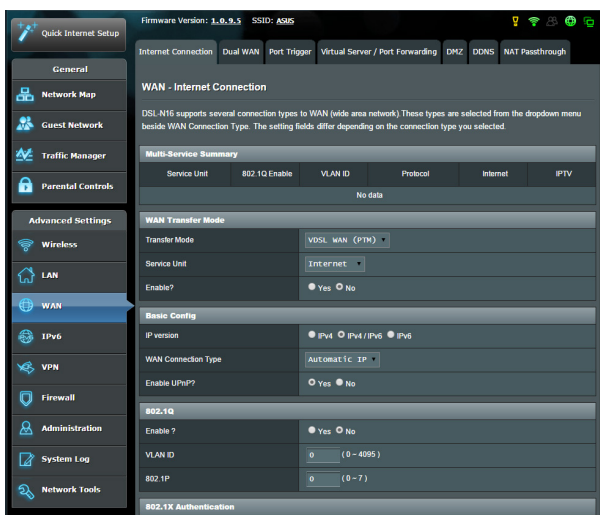 Quick Internet Setup
General
Network Map
Guest Network
Traffic Manager
Parental Controls
Advanced Settings
Wireless
LAN
WAN
IPv6
VPN
Firewall
Administration
System Log
Network Tools
Firmware Version: 1.0.9.5 SSID: ASUS
Internet Connection Dual WAN Port Trigger Virtual Server / Port Forwarding DMZ DDNS NAT Passthrough
WAN - Internet Connection
DSL-N16 supports several connection types to WAN (wide area network).These types are selected from the dropdown menu
beside WAN Connection Type. The setting fields differ depending on the connection type you selected.
Multi-Service Summary
Service Unit 802.1Q Enable VLAN ID Protocol Internet IPTV
No data
WAN Transfer Mode
Transfer Mode VDSL WAN (PTM)
Service Unit Internet
Enable? Yes No
Basic Config
IP version IPv4 IPv4 / IPv6 IPv6
WAN Connection Type Automatic IP
Enable UPnP? Yes No
802.1Q
Enable ? Yes No
VLAN ID 0 ( 0 – 4095 )
802.1P 0 ( 0 – 7 )
802.1X Authentication